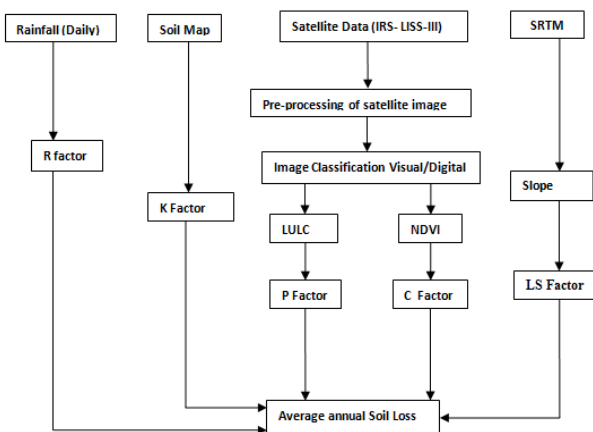 Rainfall (Daily)
Soil Map
Satellite Data (IRS- LISS-III)
SRTM
Pre-processing of satellite image
R factor
Image Classification Visual/Digital
Slope
K Factor
LULC
NDVI
P Factor
C Factor
LS Factor
Average annual Soil Loss